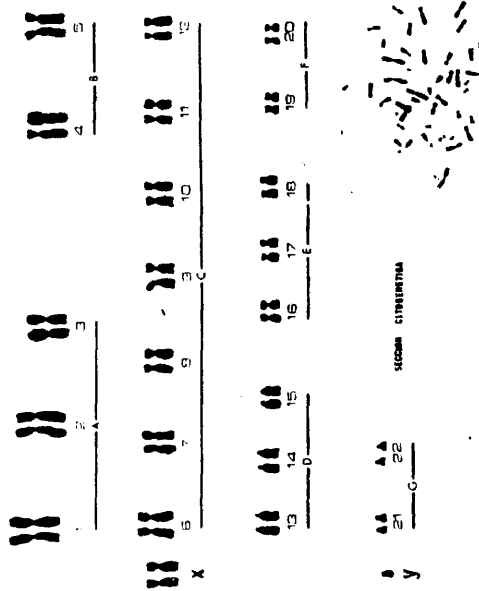 1 2 3 4 5
A B
X 6 7 8 9 10 11 12
C
13 14 15 16 17 18 19 20
D E F
y 21 22
G
SECCION CITOGENETICA